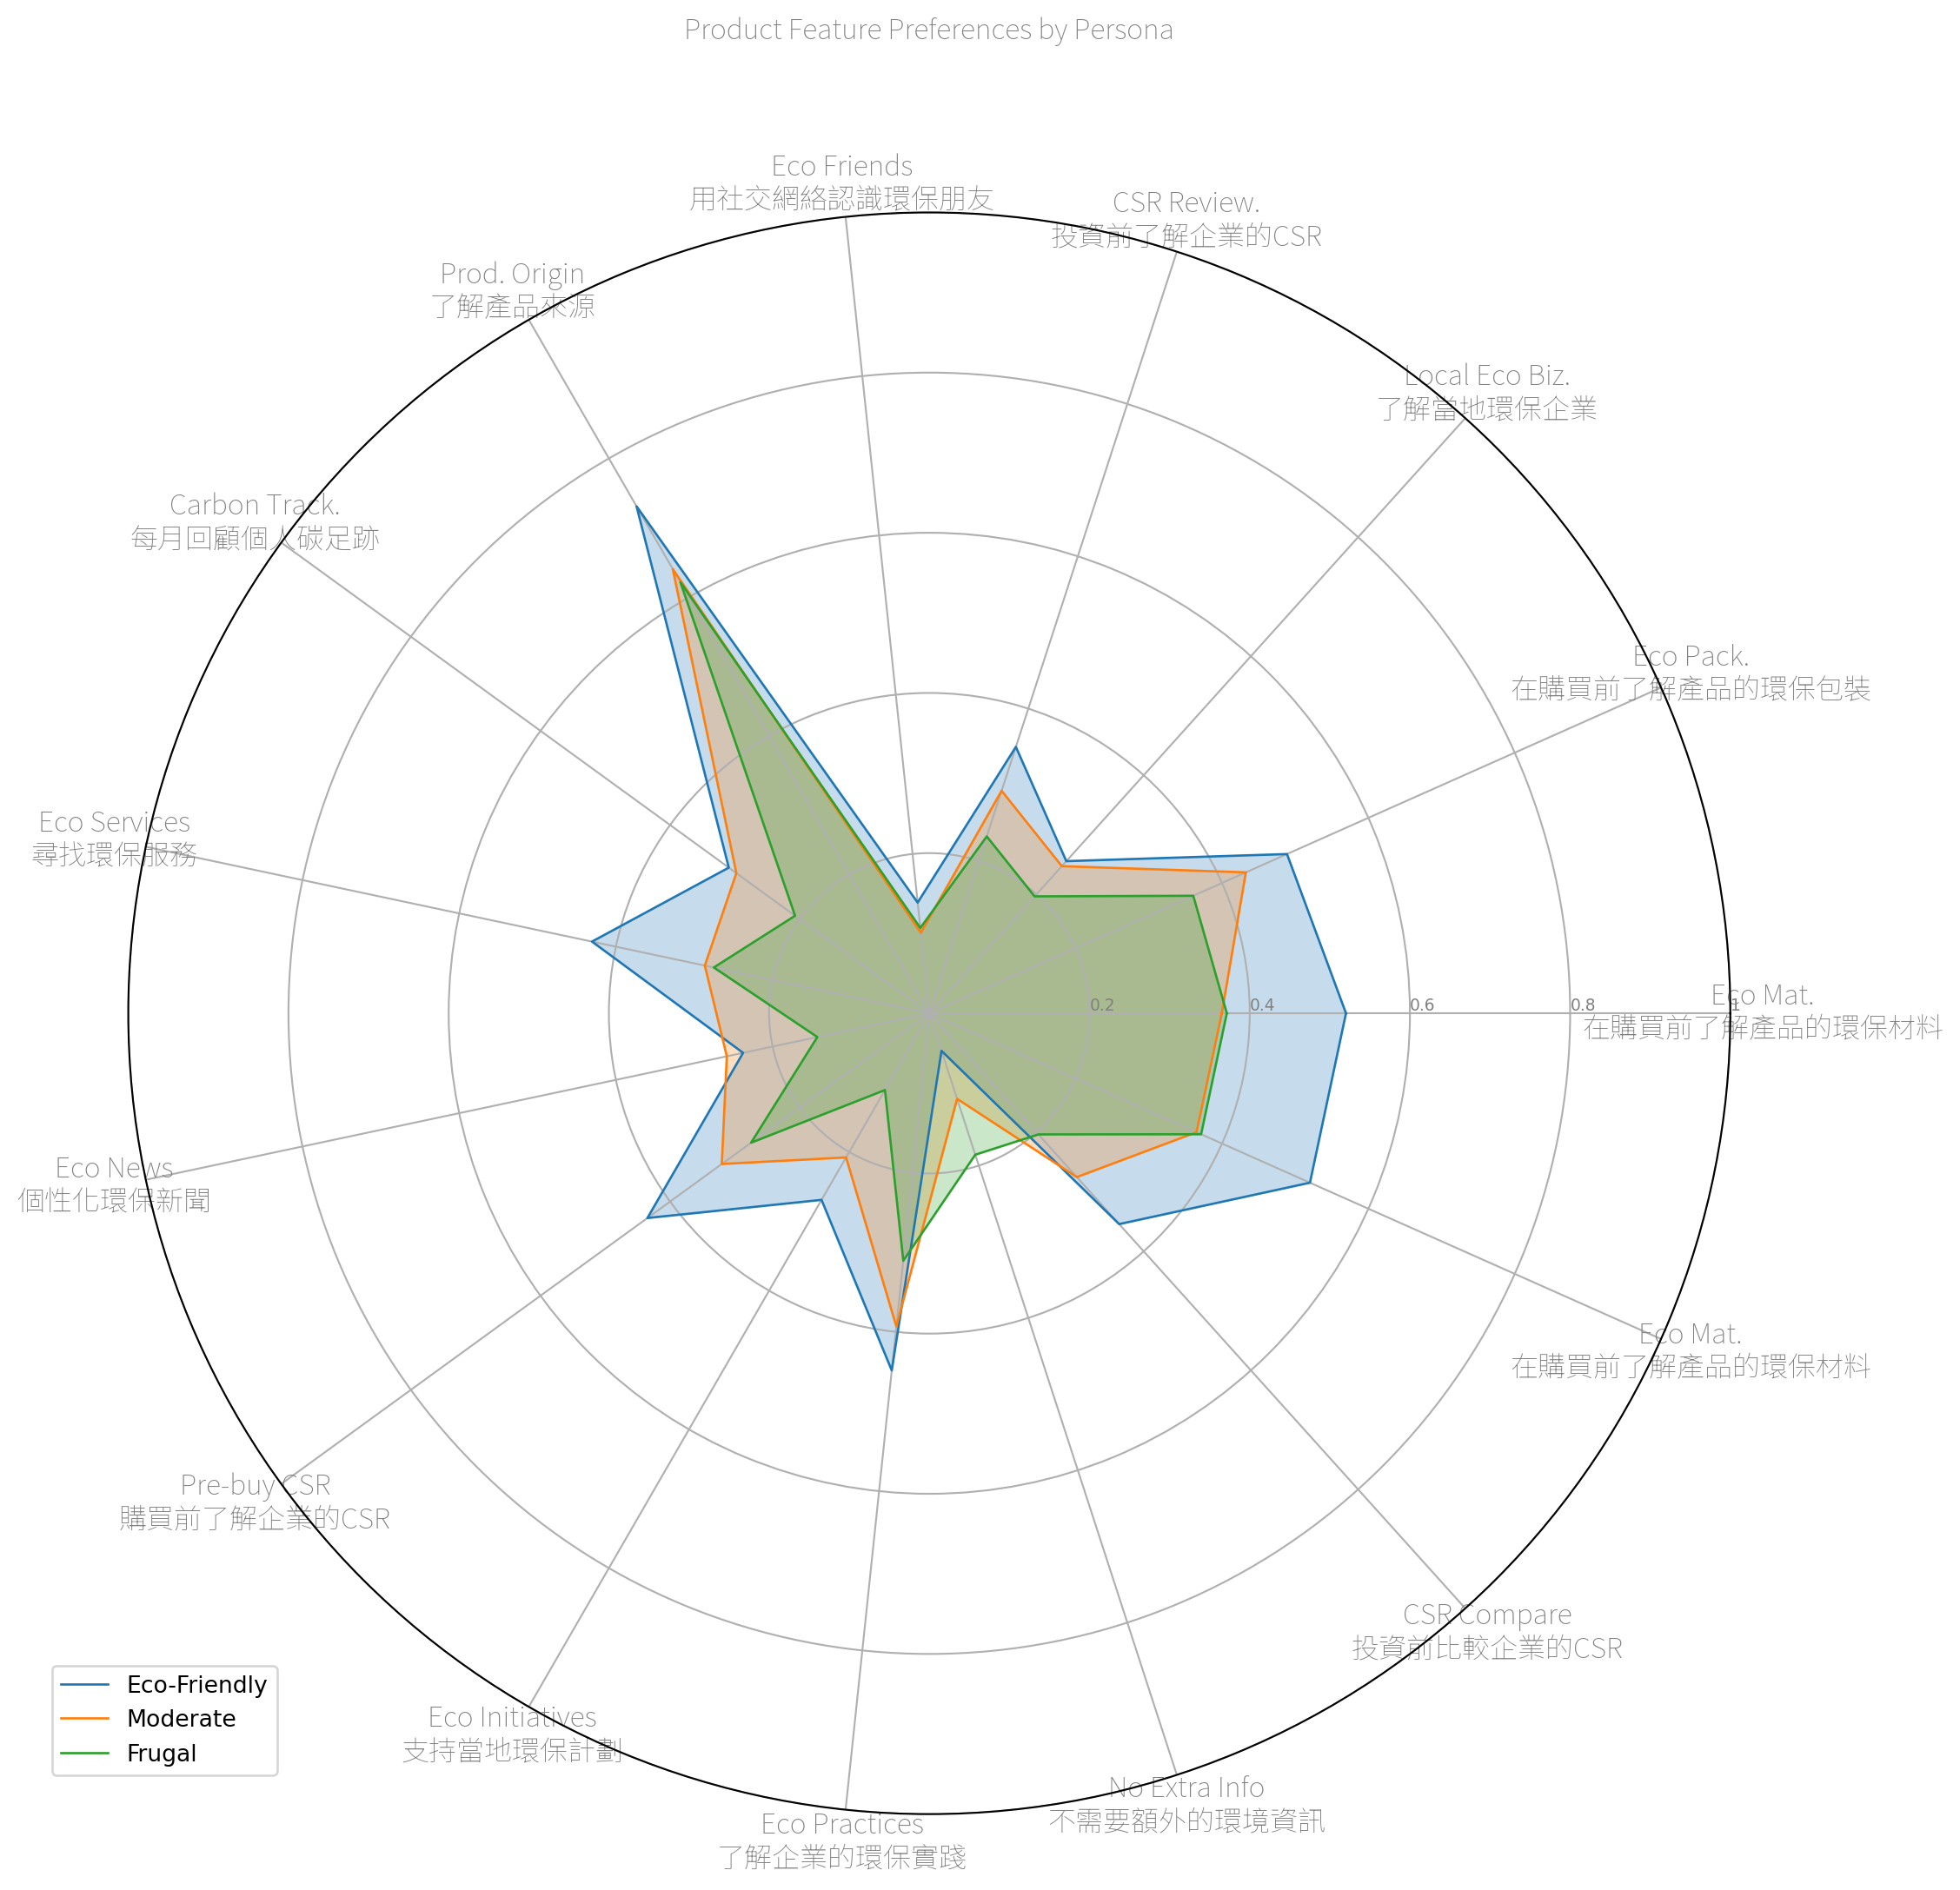 Product Feature Preferences by Persona
Eco Friends
用社交網絡認識環保朋友
CSR Review.
投資前了解企業的CSR
Prod. Origin
了解產品來源
Local Eco Biz.
了解當地環保企業
Carbon Track.
每月回顧個人碳足跡
Eco Pack.
在購買前了解產品的環保包裝
Eco Services
尋找環保服務
Eco Mat.
在購買前了解產品的環保材料
0.2
0.4
0.6
0.8
1
Eco News
個性化環保新聞
Eco Mat.
在購買前了解產品的環保材料
Pre-buy CSR
購買前了解企業的CSR
CSR Compare
投資前比較企業的CSR
Eco Initiatives
支持當地環保計劃
No Extra Info
不需要額外的環境資訊
Eco Practices
了解企業的環保實踐
Eco-Friendly
Moderate
Frugal